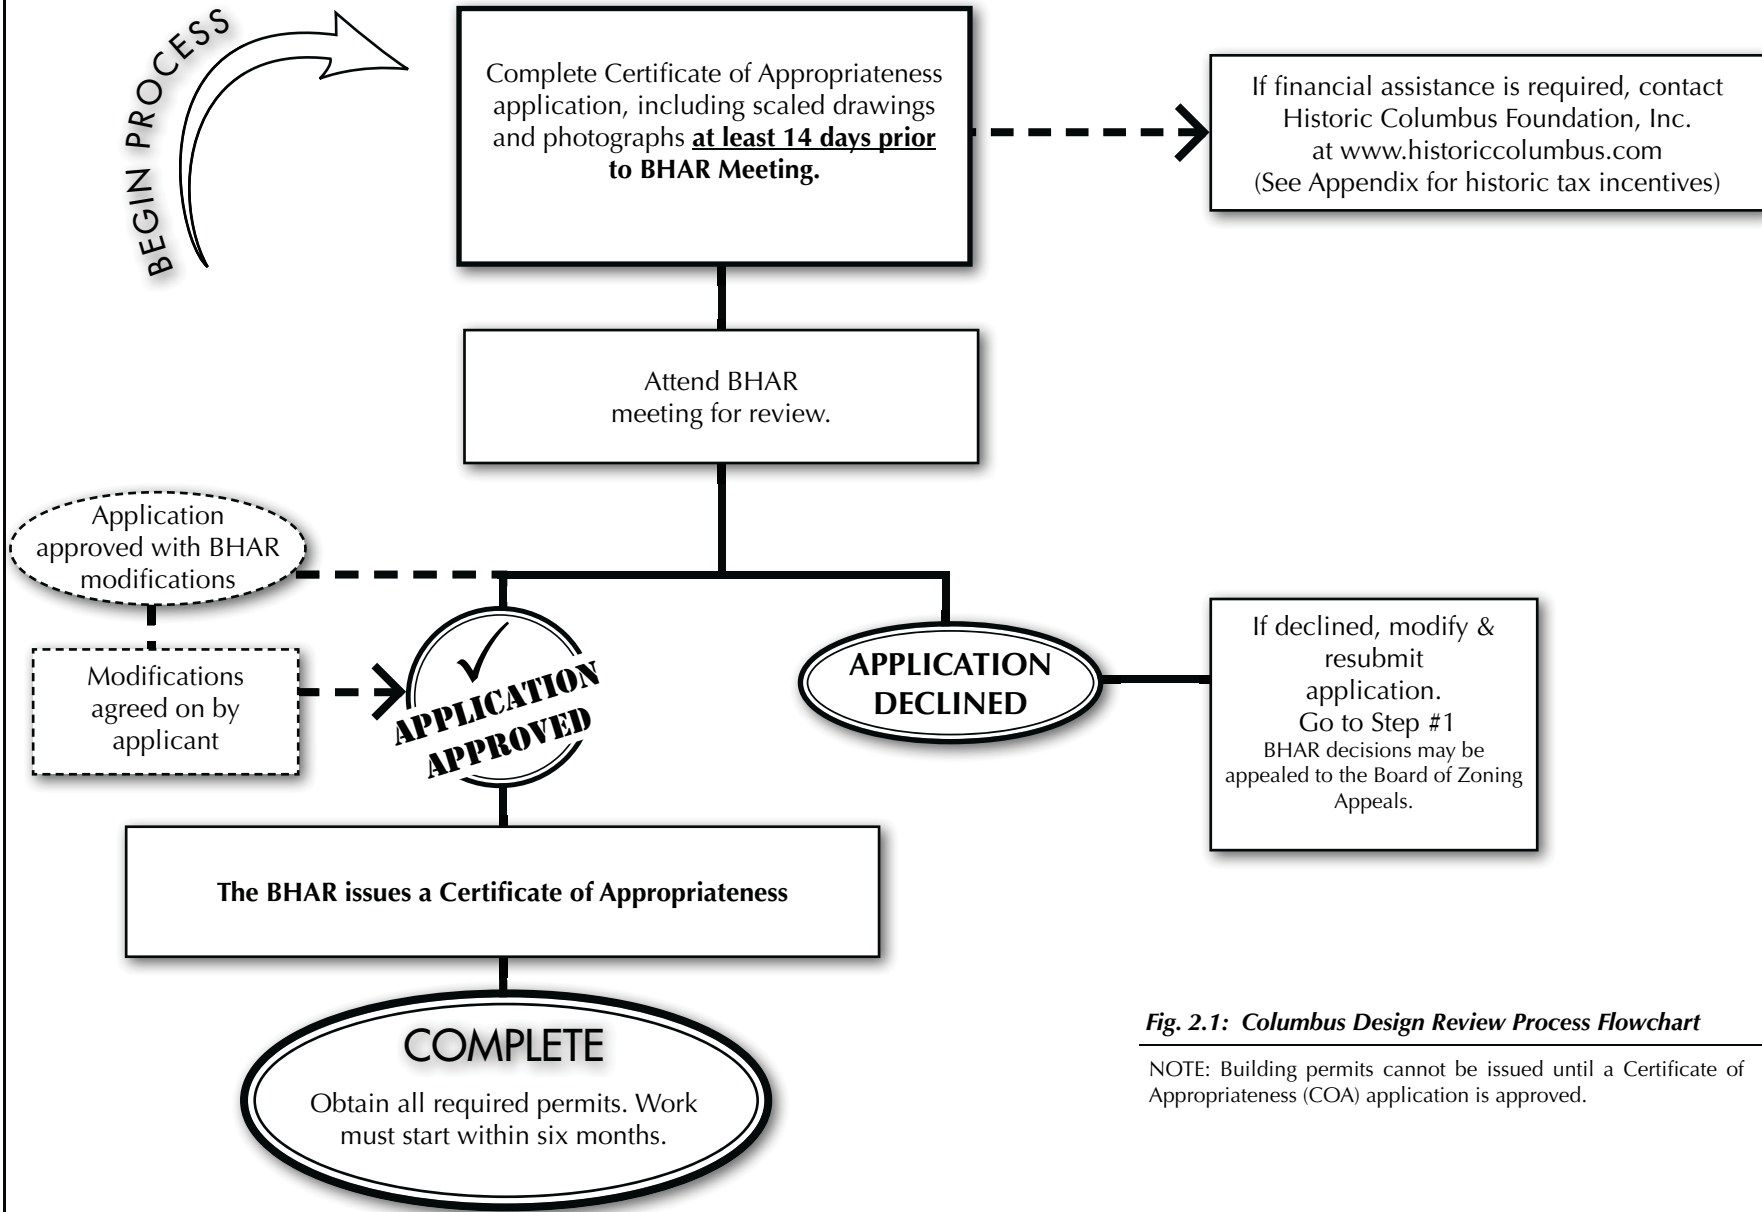 BEGIN PROCESS
Complete Certificate of Appropriateness
application, including scaled drawings
and photographs at least 14 days prior
to BHAR Meeting.
If financial assistance is required, contact
Historic Columbus Foundation, Inc.
at www.historiccolumbus.com
(See Appendix for historic tax incentives)
Attend BHAR
meeting for review.
Application
approved with BHAR
modifications
Modifications
agreed on by
applicant
APPLICATION
APPROVED
APPLICATION
DECLINED
If declined, modify &
resubmit
application.
Go to Step #1
BHAR decisions may be
appealed to the Board of Zoning
Appeals.
The BHAR issues a Certificate of Appropriateness
COMPLETE
Obtain all required permits. Work
must start within six months.
Fig. 2.1: Columbus Design Review Process Flowchart
NOTE: Building permits cannot be issued until a Certificate of
Appropriateness (COA) application is approved.